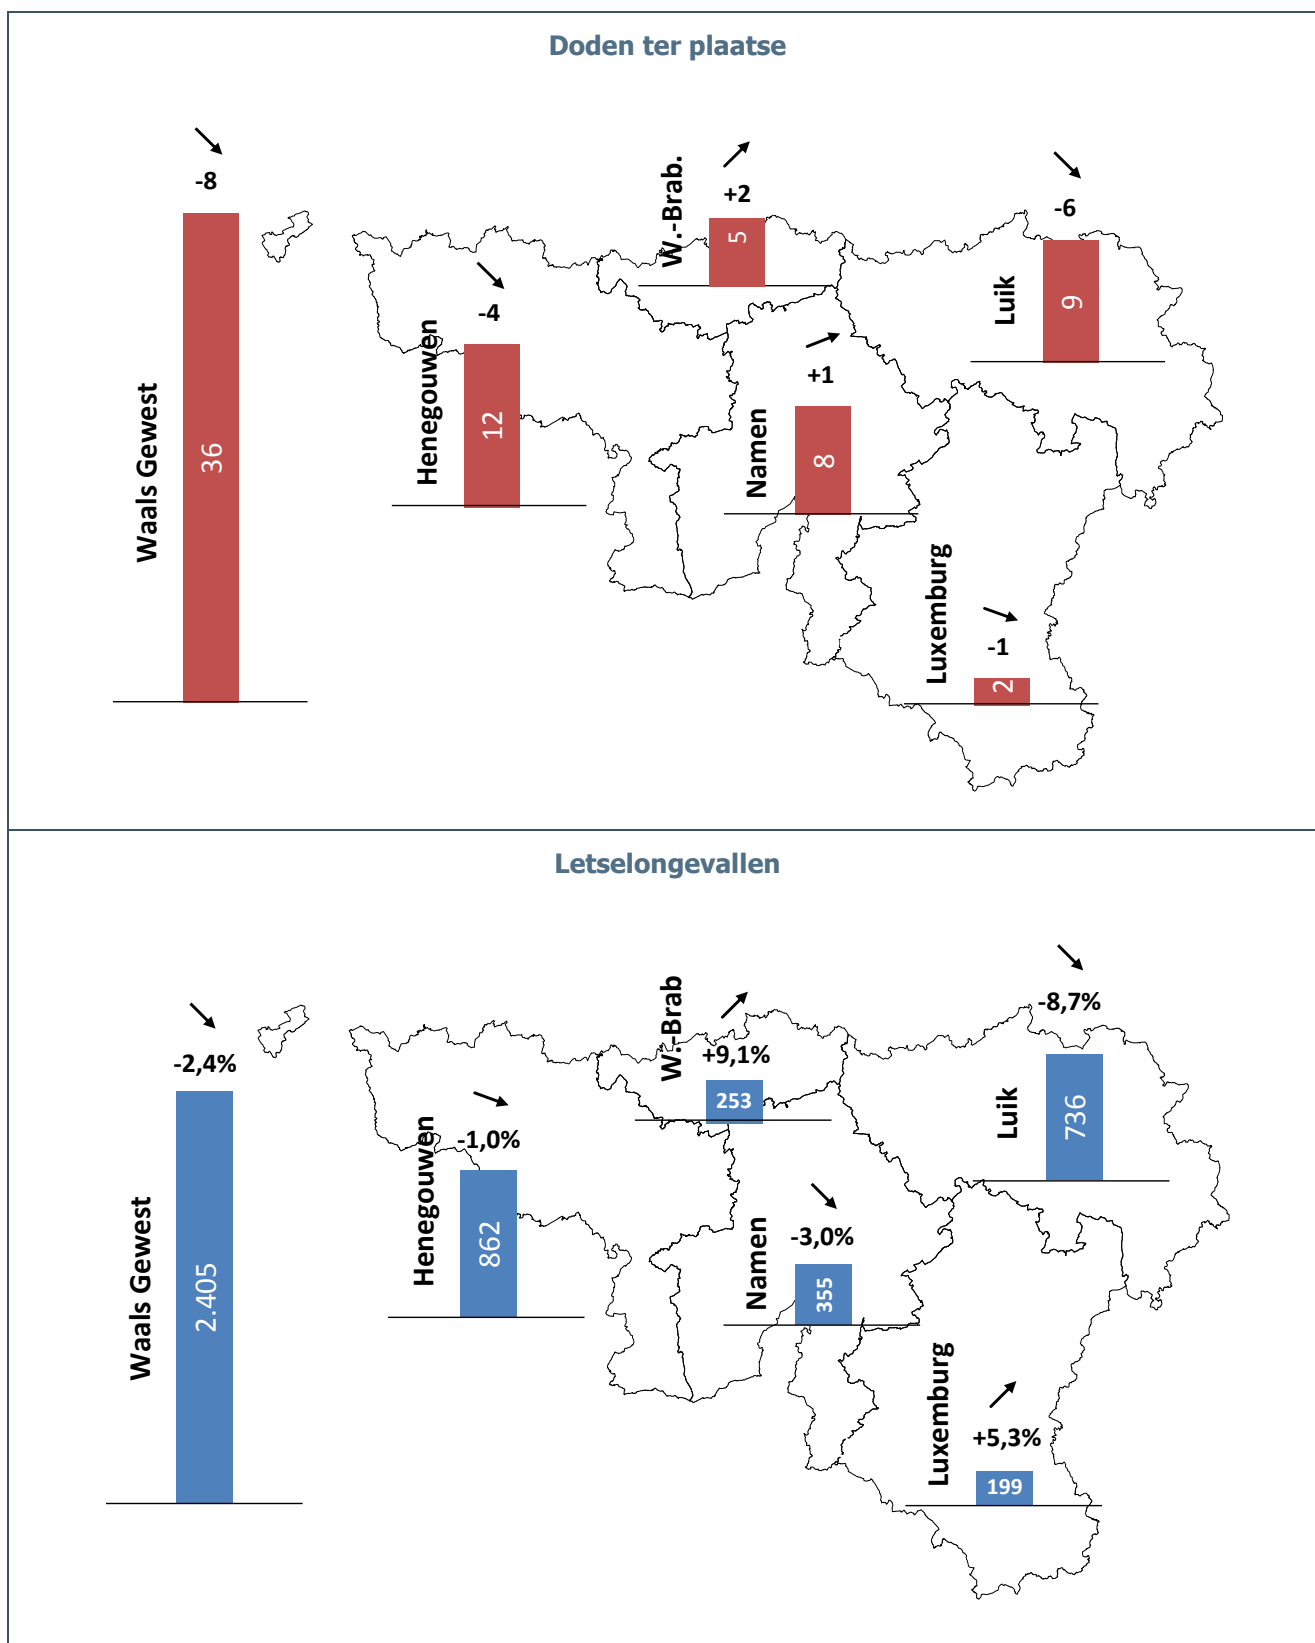 Doden ter plaatse
-8
36
Waals Gewest
-4
12
Henegouwen
+2
5
W.-Brab.
-6
9
Luik
+1
8
Namen
-1
2
Luxemburg
Letselongevallen
-2,4%
2.405
Waals Gewest
-1,0%
862
Henegouwen
+9,1%
253
W.-Brab
-8,7%
736
Luik
-3,0%
355
Namen
+5,3%
199
Luxemburg